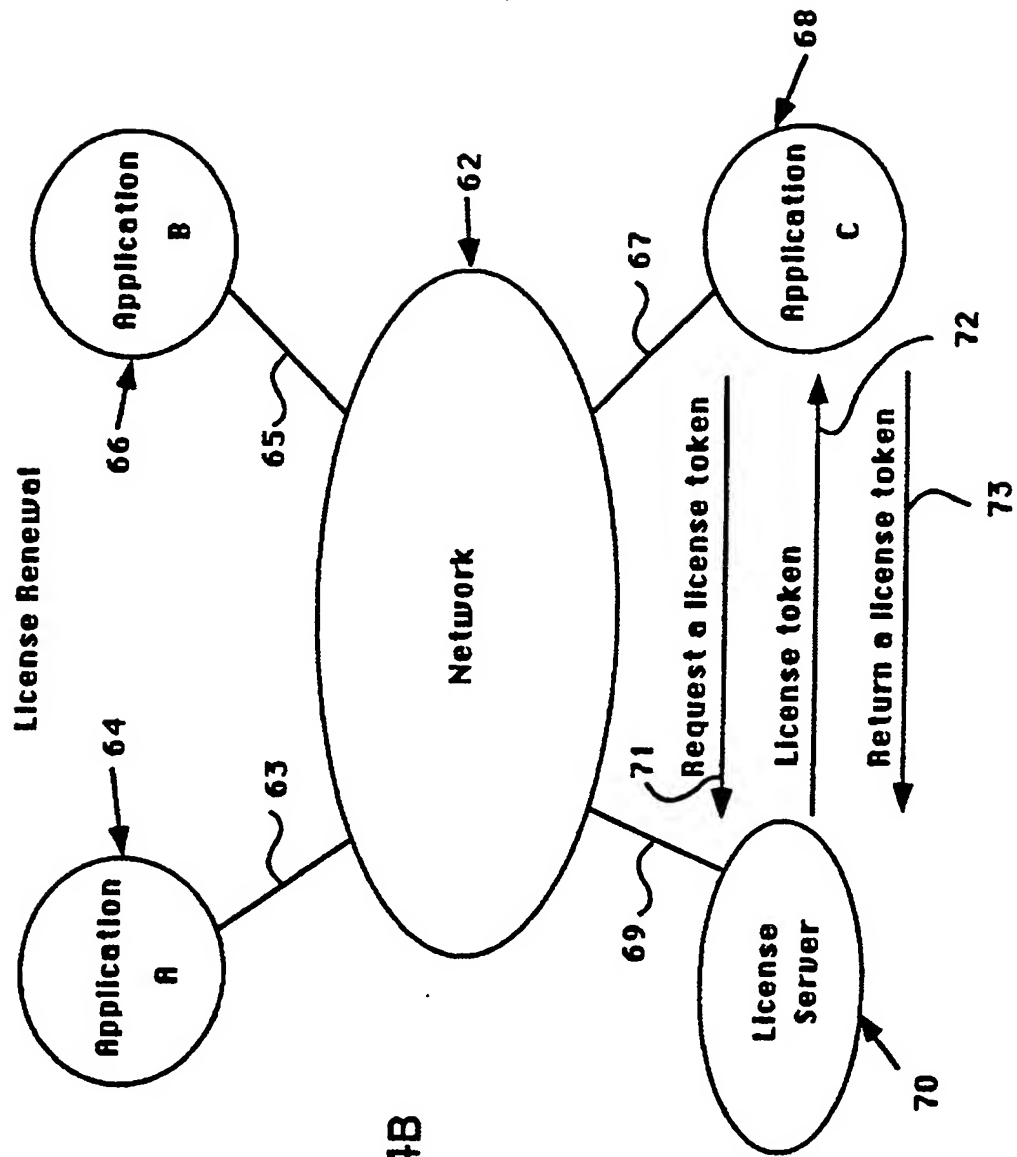 License Renewal
Application
A
64
63
66
Application
B
65
62
Network
69
67
Application
C
68
License
Server
70
71
Request a license token
License token
72
Return a license token
73
4B